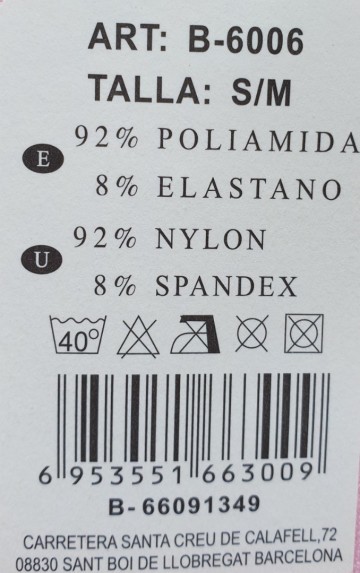 ART: B-6006
TALLA: S/M
E 92% POLIAMIDA
8% ELASTANO
U 92% NYLON
8% SPANDEX
40°
6 953551 663009
B-66091349
CARRETERA SANTA CREU DE CALAFELL,72
08830 SANT BOI DE LLOBREGAT BARCELONA